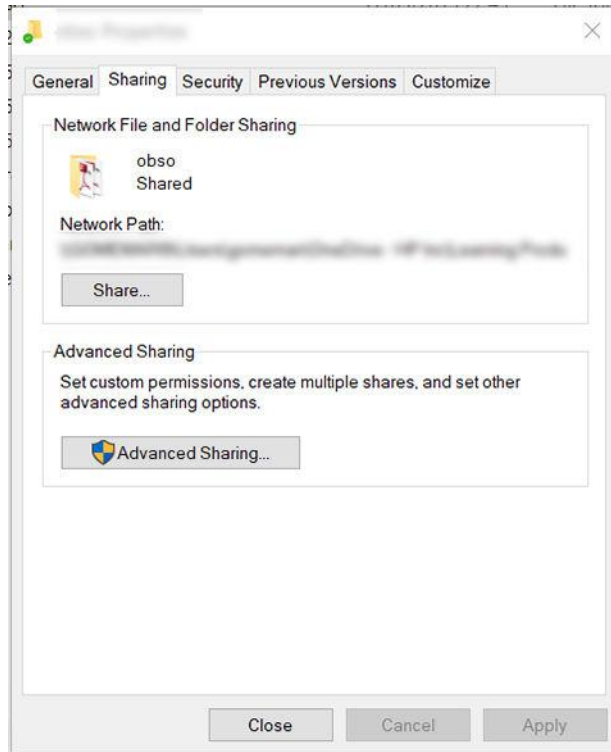 General Sharing Security Previous Versions Customize
Network File and Folder Sharing
obso
Shared
Network Path:
Share...
Advanced Sharing
Set custom permissions, create multiple shares, and set other
advanced sharing options.
Advanced Sharing...
Close Cancel Apply